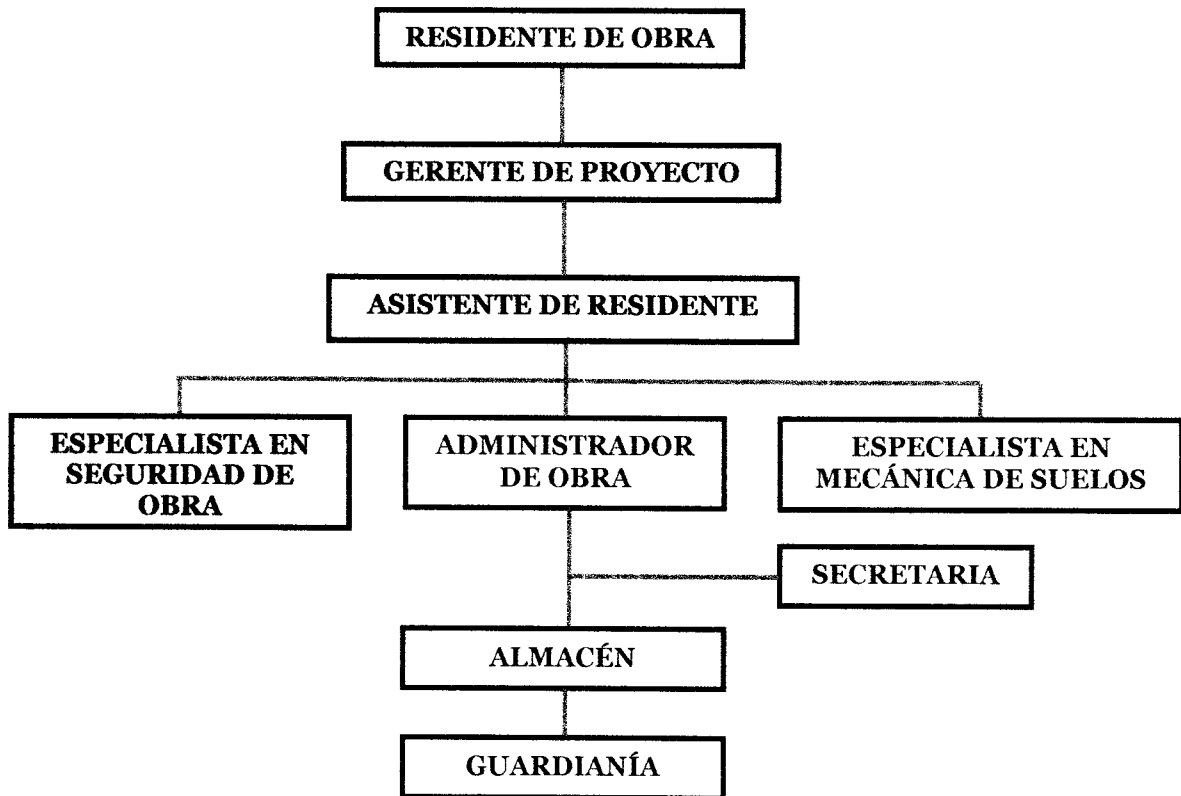 RESIDENTE DE OBRA
GERENTE DE PROYECTO
ASISTENTE DE RESIDENTE
ESPECIALISTA EN
SEGURIDAD DE
OBRA
ADMINISTRADOR
DE OBRA
ESPECIALISTA EN
MECÁNICA DE SUELOS
SECRETARIA
ALMACÉN
GUARDIANÍA